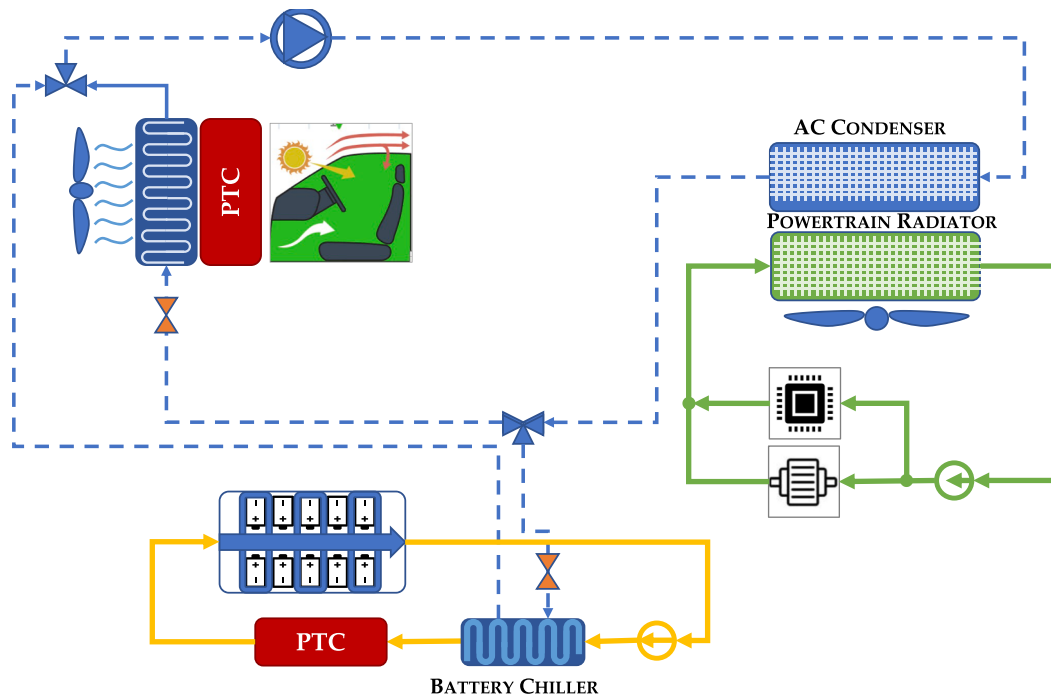 AC CONDENSER
PTC
POWERTRAIN RADIATOR
PTC
BATTERY CHILLER